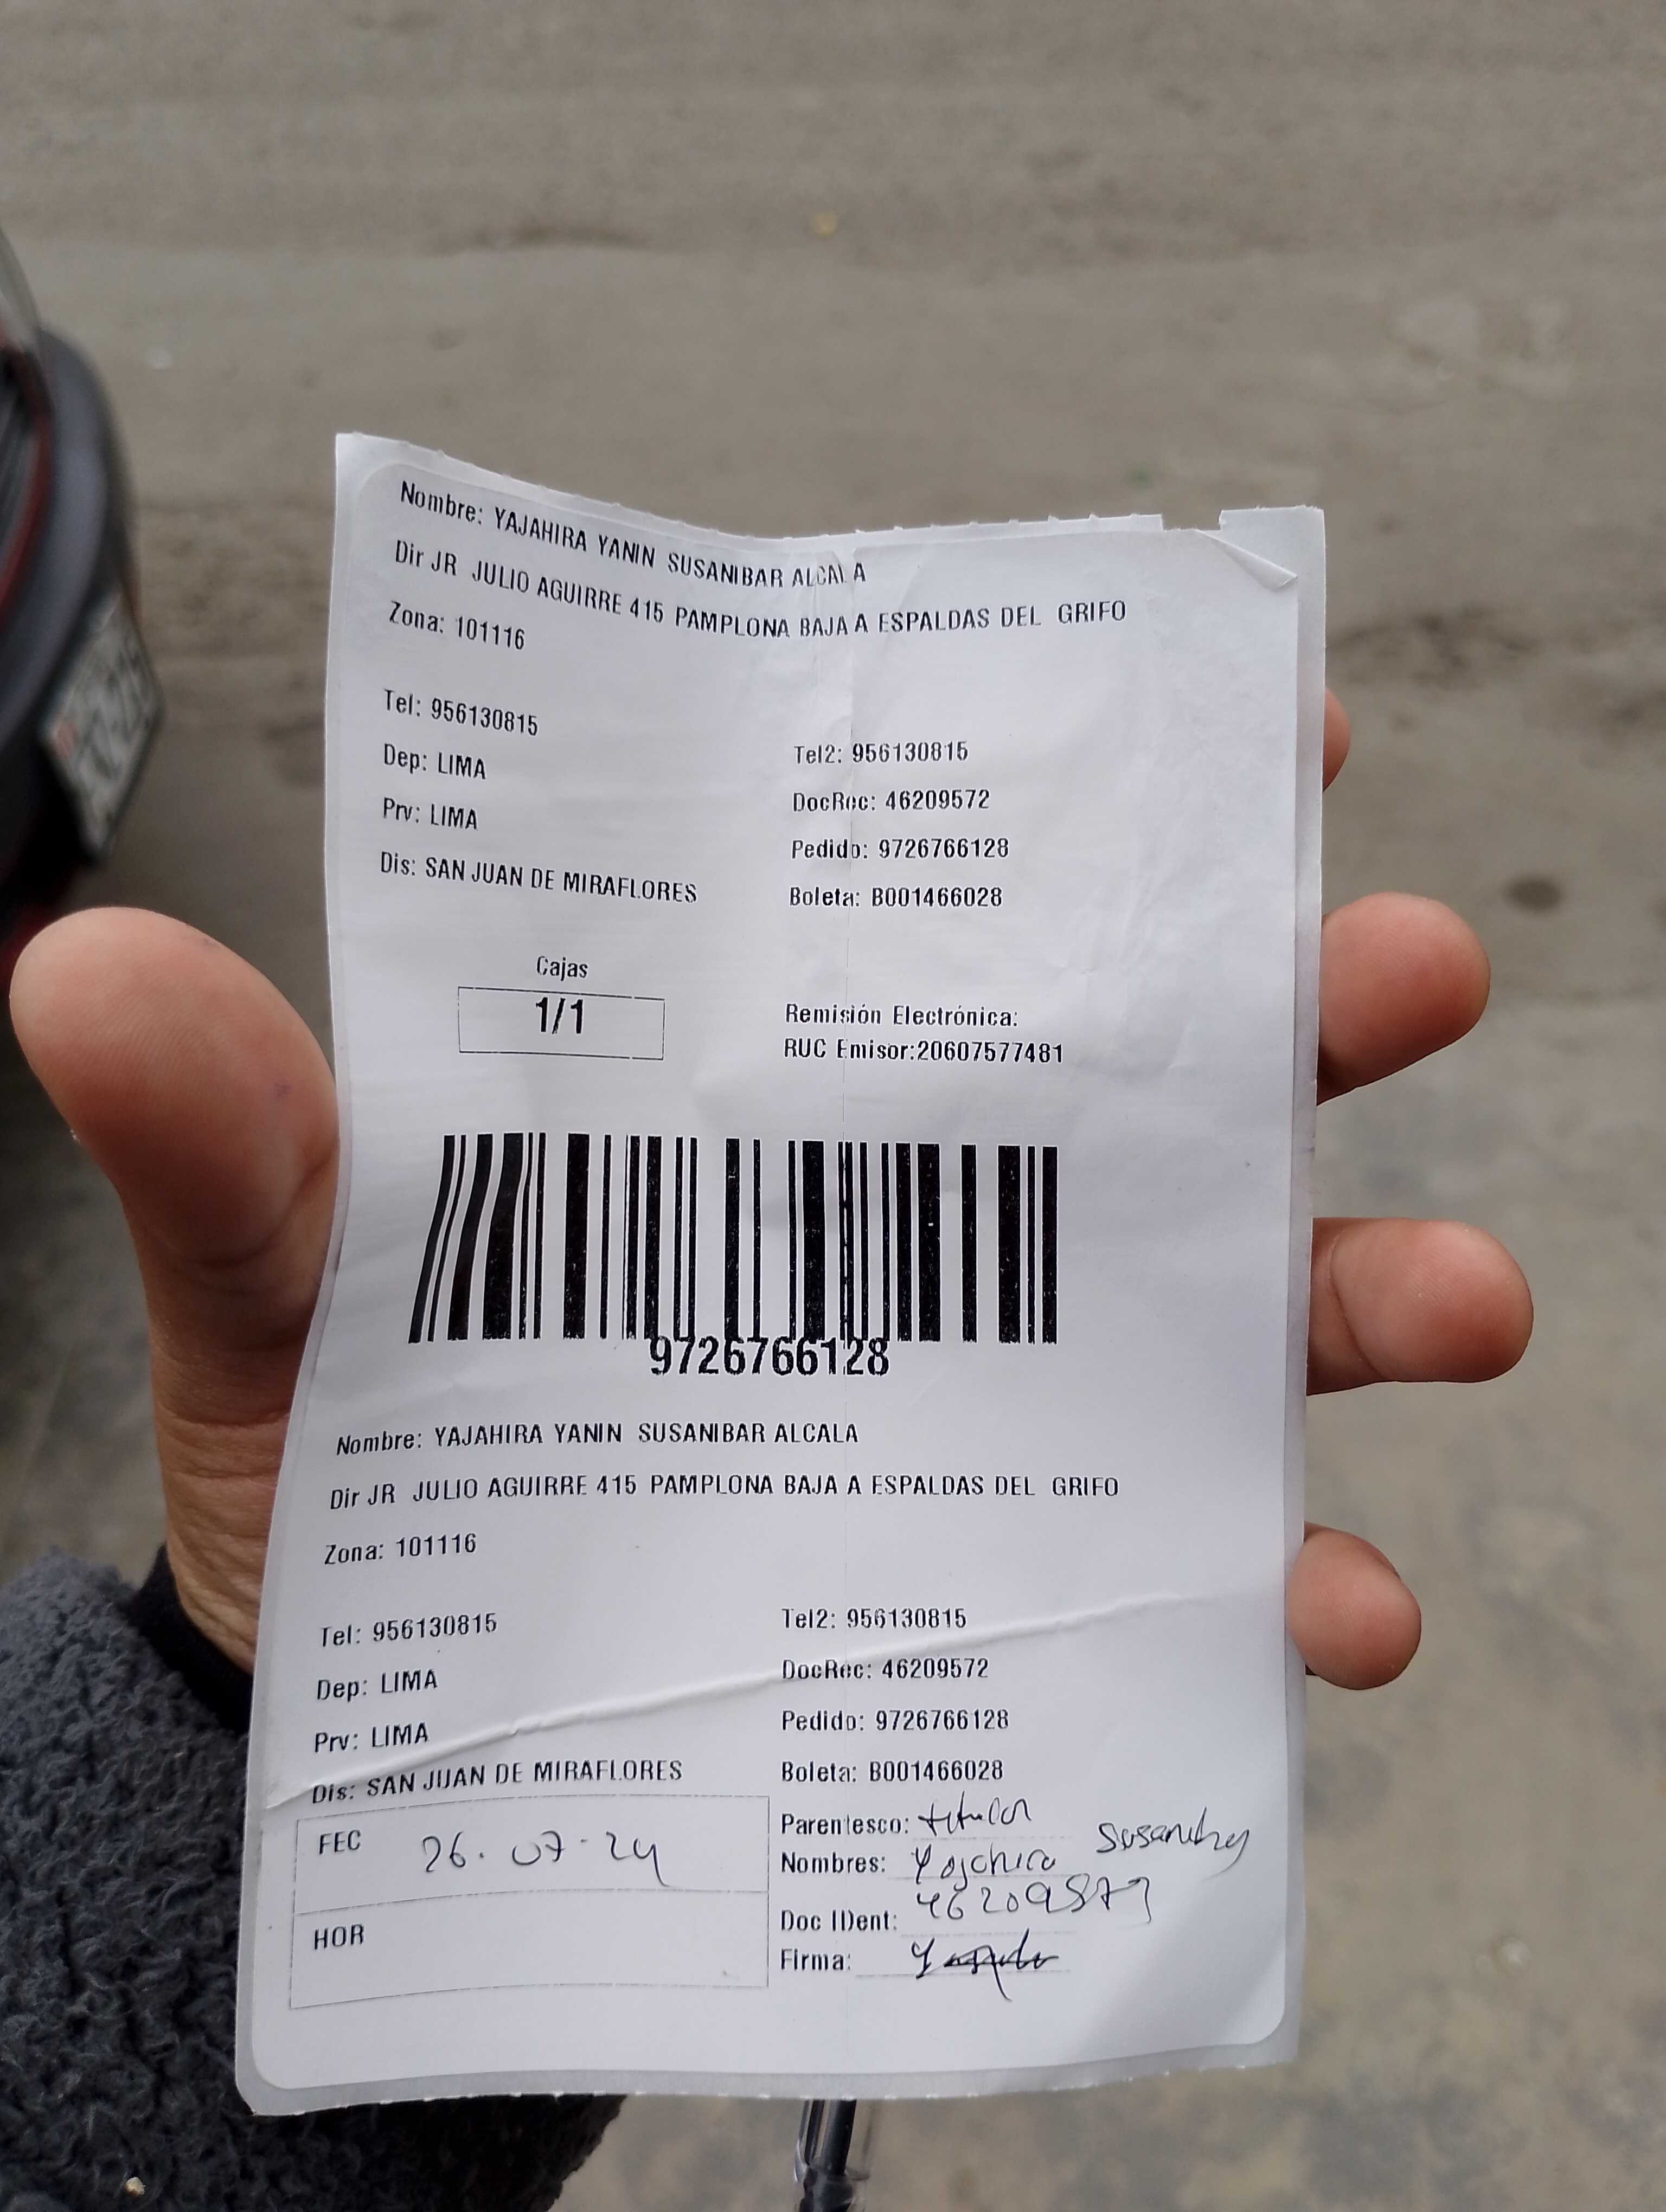 Nombre: YAJAHIRA YANIN SUSANIBAR ALCALA
Dir JR JULIO AGUIRRE 415 PAMPLONA BAJA A ESPALDAS DEL GRIFO
Zona: 101116
Tel: 956130815
Tel2: 956130815
Dep: LIMA
DocRec: 46209572
Prv: LIMA
Pedido: 9726766128
Dis: SAN JUAN DE MIRAFLORES
Boleta: B001466028
Cajas
1/1
Remisión Electrónica:
RUC Emisor:20607577481
9726766128
Nombre: YAJAHIRA YANIN SUSANIBAR ALCALA
Dir JR JULIO AGUIRRE 415 PAMPLONA BAJA A ESPALDAS DEL GRIFO
Zona: 101116
Tel: 956130815
Tel2: 956130815
Dep: LIMA
DocRec: 46209572
Prv: LIMA
Pedido: 9726766128
Dis: SAN JUAN DE MIRAFLORES
Boleta: B001466028
FEC 26.07-24
Parentesco: titular
Nombres:
HOR
Doc IDent:
Firma: